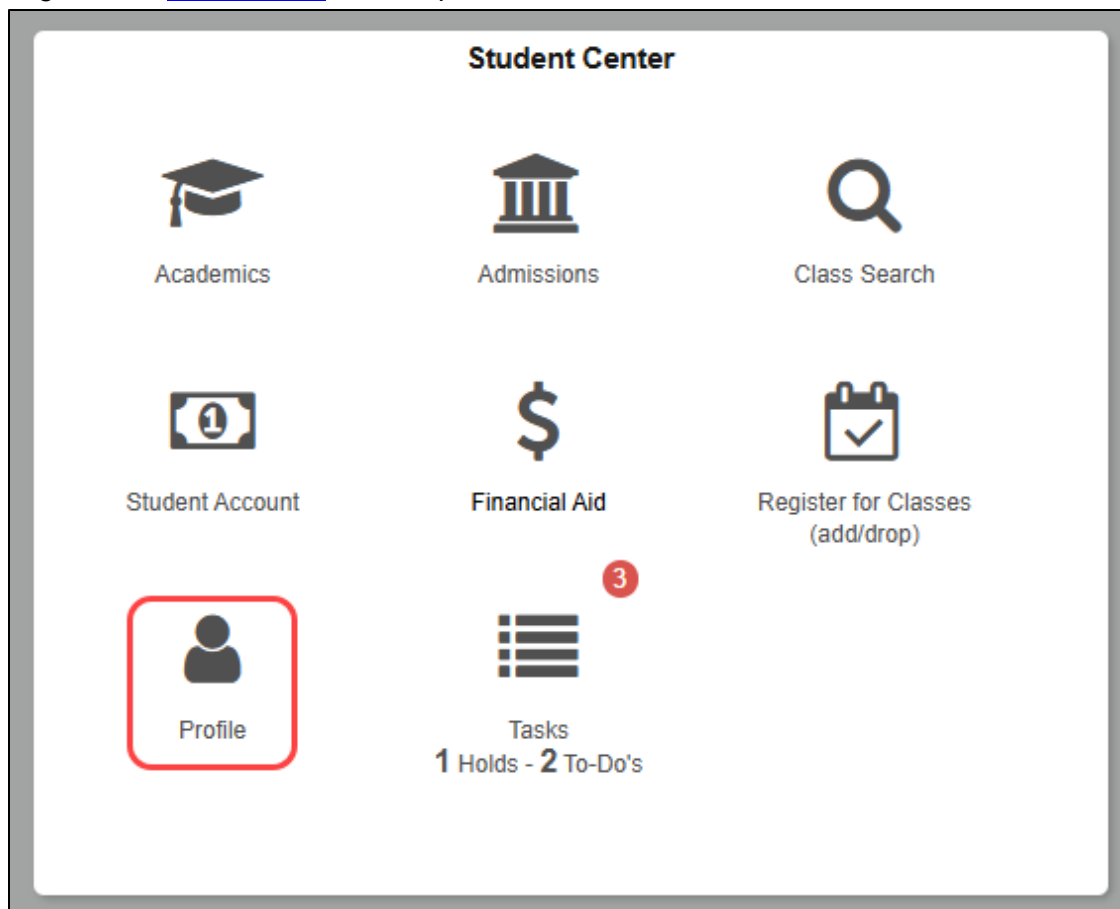 Student Center
Academics
Admissions
Class Search
1
Student Account
$
Financial Aid
Register for Classes
(add/drop)
3
Profile
Tasks
1 Holds - 2 To-Do's